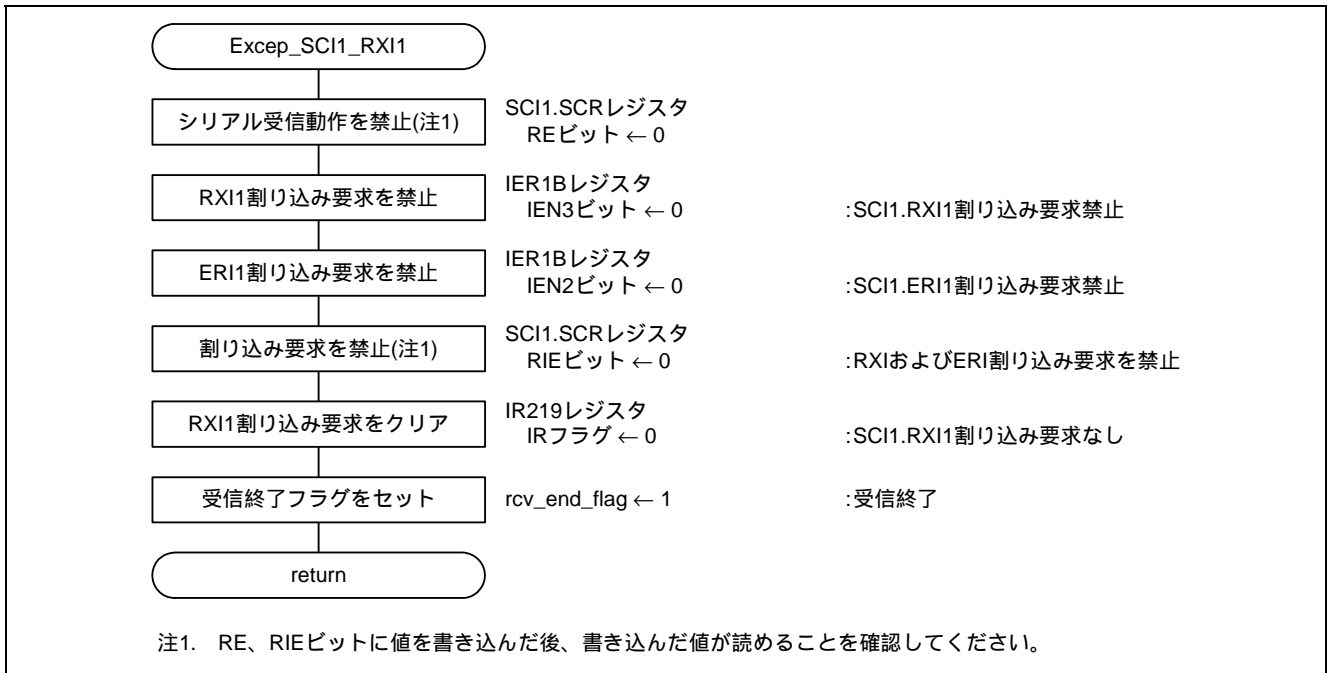 Excep_SCI1_RXI1
シリアル受信動作を禁止(注1)
SCI1.SCRレジスタ
REビット ← 0
RXI1割り込み要求を禁止
IER1Bレジスタ
IEN3ビット ← 0 :SCI1.RXI1割り込み要求禁止
ERI1割り込み要求を禁止
IER1Bレジスタ
IEN2ビット ← 0 :SCI1.ERI1割り込み要求禁止
割り込み要求を禁止(注1)
SCI1.SCRレジスタ
RIEビット ← 0 :RXIおよびERI割り込み要求を禁止
RXI1割り込み要求をクリア
IR219レジスタ
IRフラグ ← 0 :SCI1.RXI1割り込み要求なし
受信終了フラグをセット rcv_end_flag ← 1 :受信終了
return
注1. RE、RIEビットに値を書き込んだ後、書き込んだ値が読めることを確認してください。